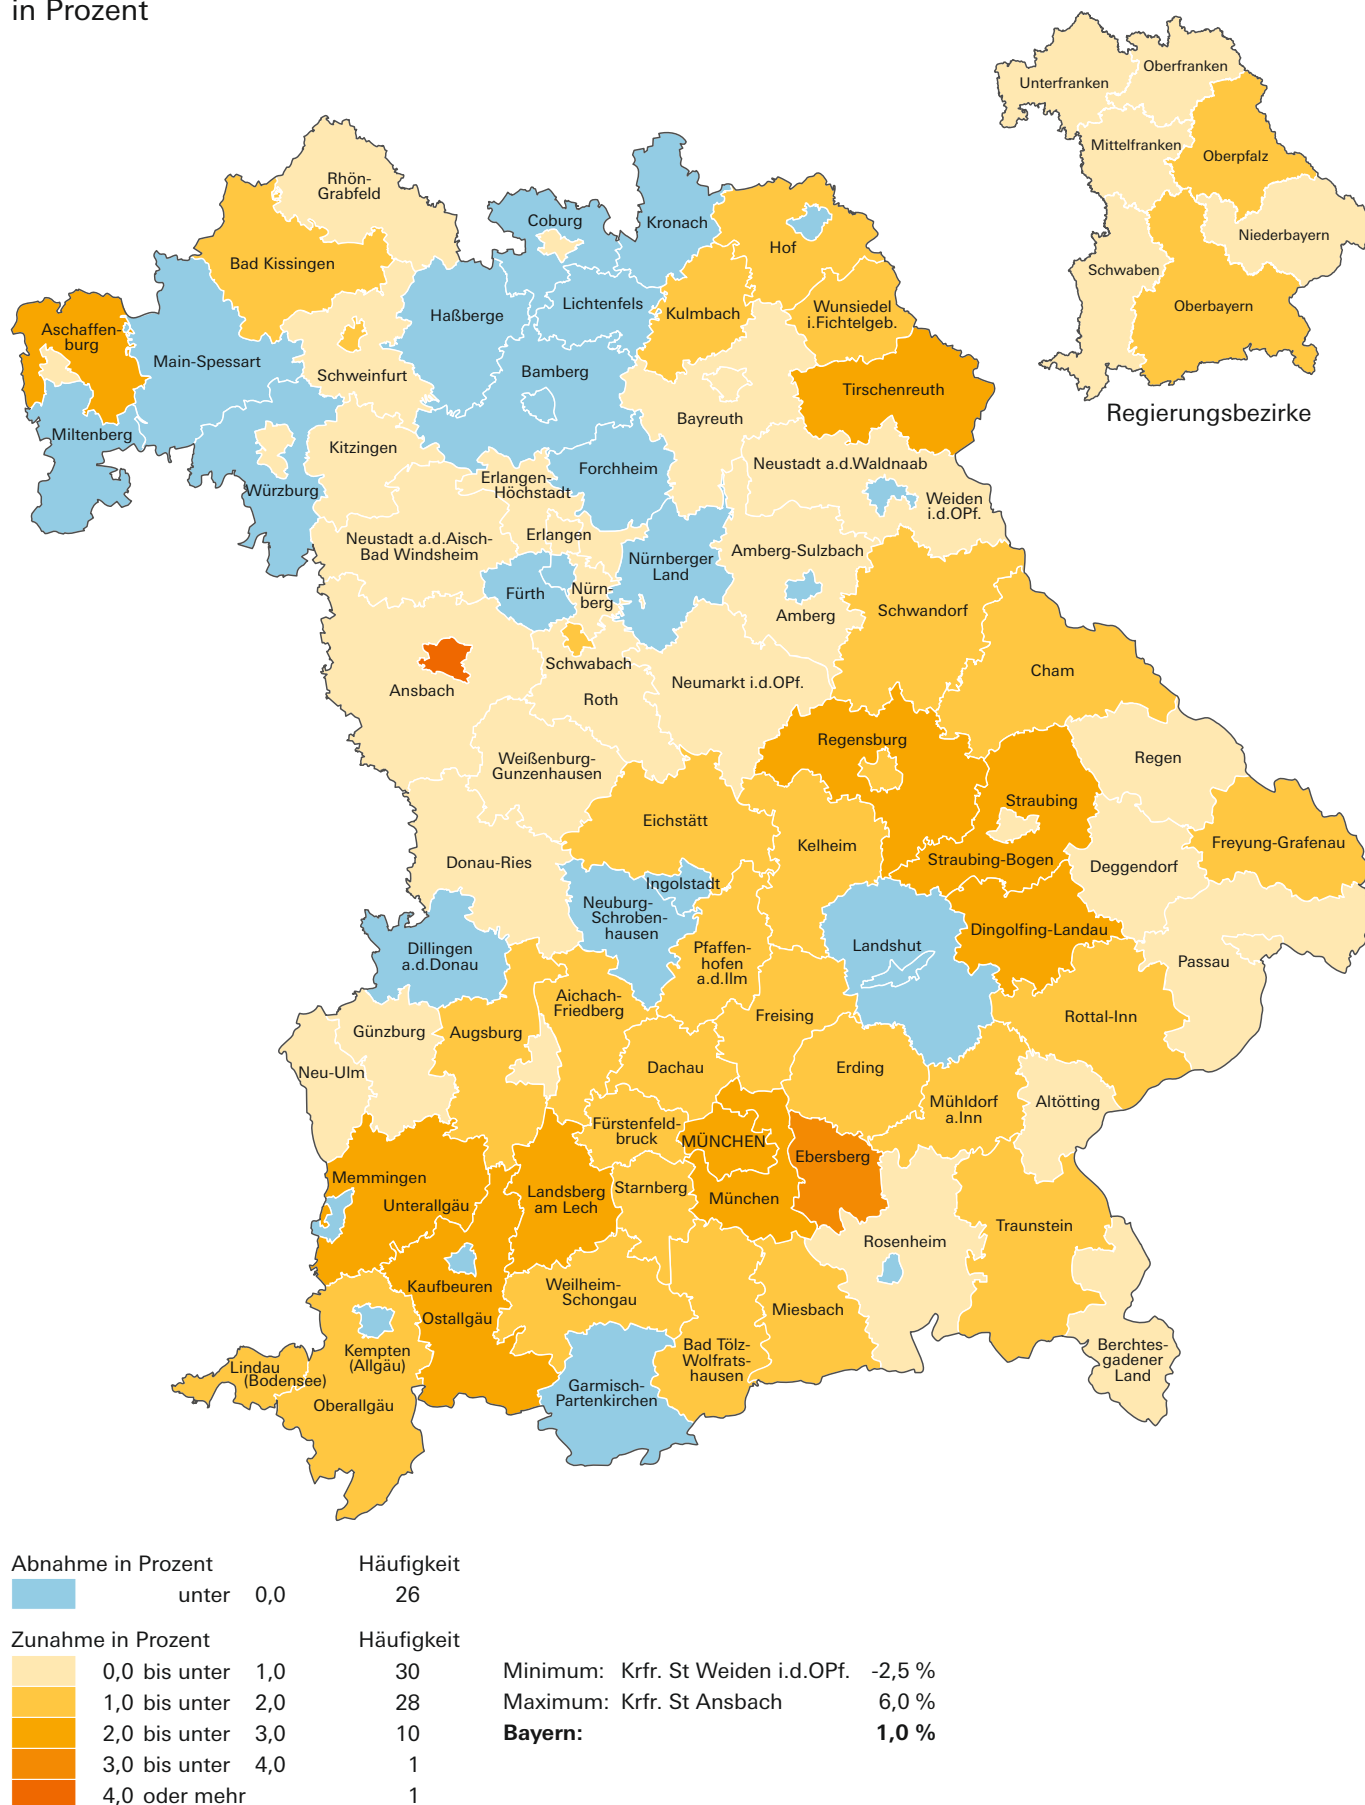 in Prozent
Unterfranken
Oberfranken
Mittelfranken
Oberpfalz
Niederbayern
Schwaben
Oberbayern
Regierungsbezirke
Rhön-
Grabfeld
Coburg
Kronach
Hof
Bad Kissingen
Haßberge
Lichtenfels
Kulmbach
Wunsiedel
i.Fichtelgeb.
Aschaffen-
burg
Main-Spessart
Schweinfurt
Bamberg
Tirschenreuth
Bayreuth
Miltenberg
Kitzingen
Forchheim
Neustadt a.d.Waldnaab
Würzburg
Erlangen-
Höchstadt
Weiden
i.d.OPf.
Neustadt a.d.Aisch-
Bad Windsheim
Erlangen
Nürnberger
Land
Amberg-Sulzbach
Fürth
Nürn-
berg
Amberg
Schwandorf
Schwabach
Cham
Ansbach
Roth
Neumarkt i.d.OPf.
Regensburg
Weißenburg-
Gunzenhausen
Regen
Straubing
Eichstätt
Kelheim
Freyung-Grafenau
Donau-Ries
Straubing-Bogen
Deggendorf
Ingolstadt
Neuburg-
Schroben-
hausen
Dingolfing-Landau
Dillingen
a.d.Donau
Pfaffen-
hofen
a.d.Ilm
Landshut
Passau
Aichach-
Friedberg
Freising
Rottal-Inn
Günzburg
Augsburg
Neu-Ulm
Dachau
Erding
Mühldorf
a.Inn
Altötting
Fürstenfeld-
bruck
MÜNCHEN
Ebersberg
Memmingen
Unterallgäu
Landsberg
am Lech
Starnberg
München
Traunstein
Rosenheim
Kaufbeuren
Weilheim-
Schongau
Miesbach
Ostallgäu
Kempten
(Allgäu)
Bad Tölz-
Wolfrats-
hausen
Berchtes-
gadener
Land
Lindau
(Bodensee)
Oberallgäu
Garmisch-
Partenkirchen
Abnahme in Prozent Häufigkeit
unter 0,0 26
Zunahme in Prozent Häufigkeit
0,0 bis unter 1,0 30 Minimum: Krfr. St Weiden i.d.OPf. -2,5 %
1,0 bis unter 2,0 28 Maximum: Krfr. St Ansbach 6,0 %
2,0 bis unter 3,0 10 Bayern: 1,0 %
3,0 bis unter 4,0 1
4,0 oder mehr 1